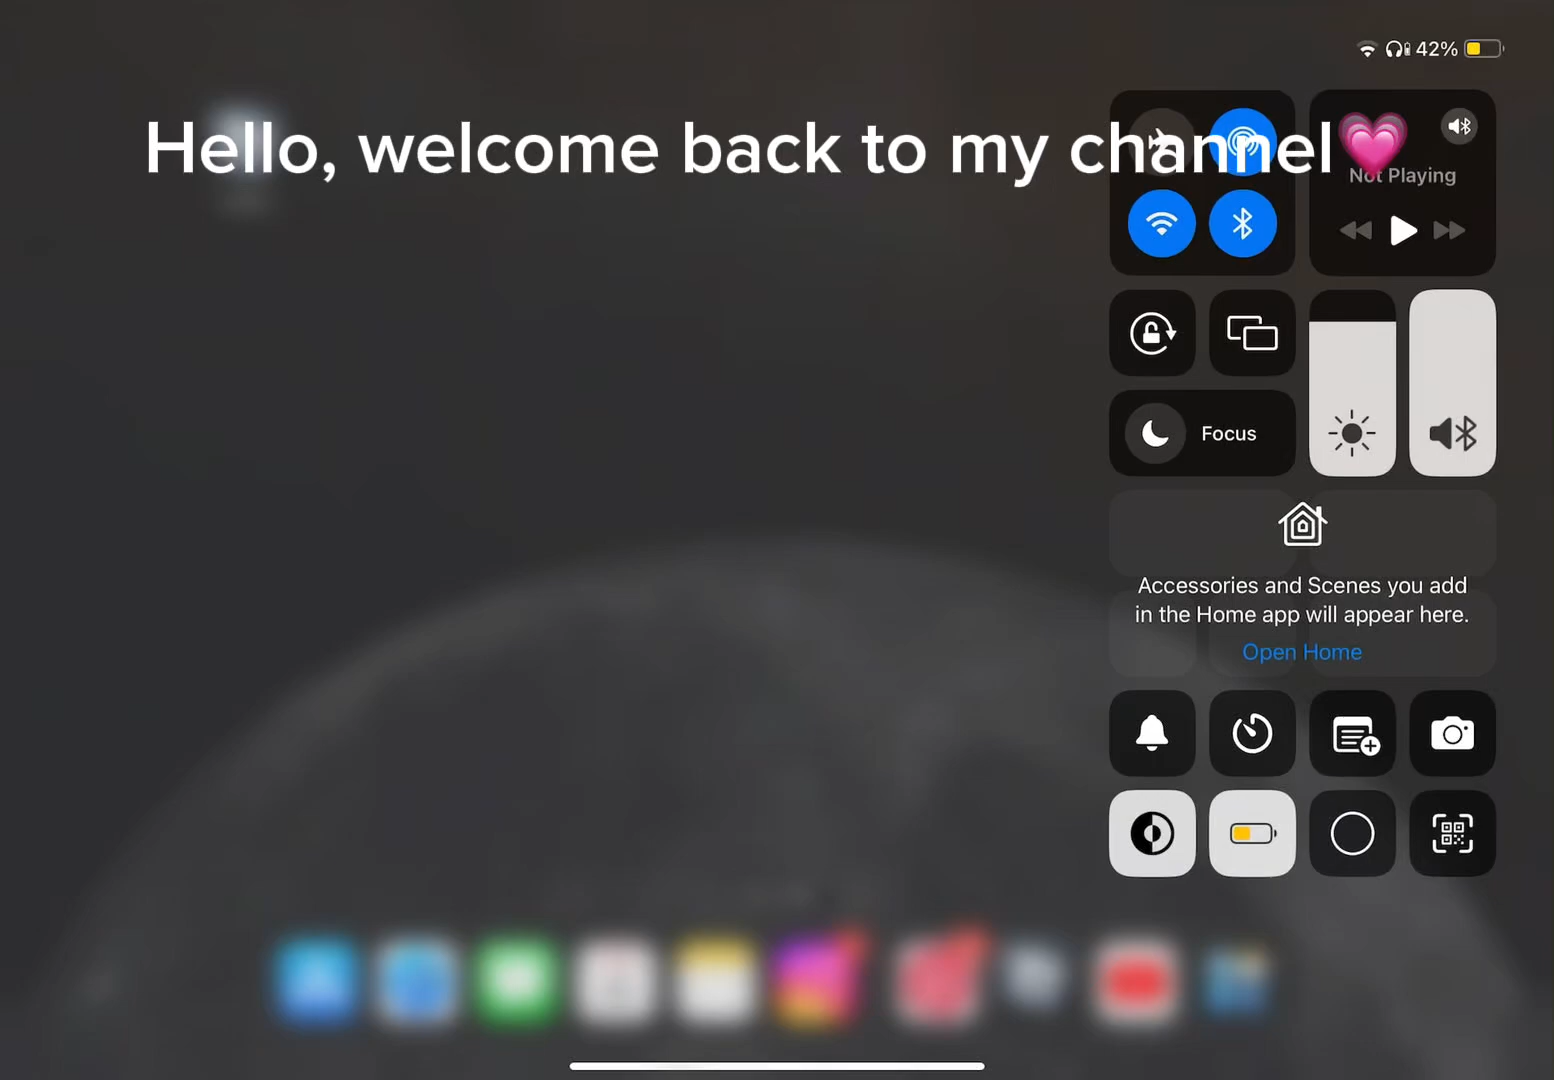 42%
Hello, welcome back to my channel💗
Not Playing
Focus
Accessories and Scenes you add
in the Home app will appear here.
Open Home